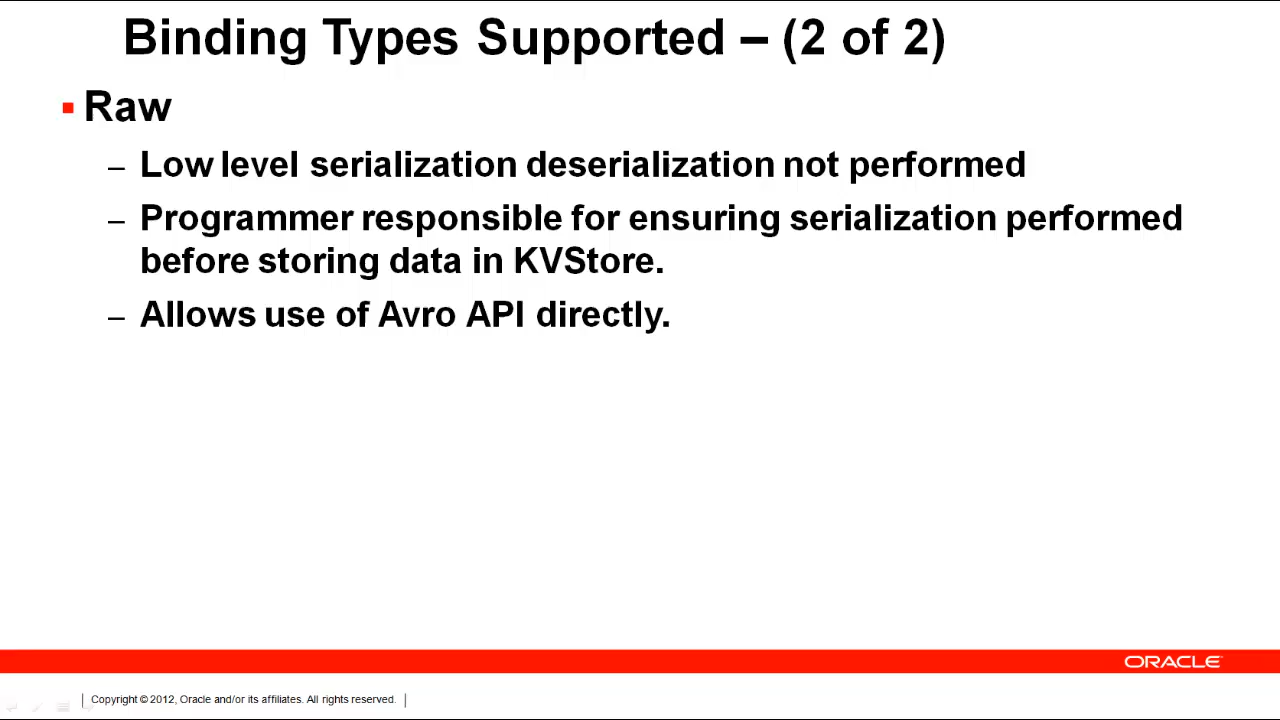 Binding Types Supported – (2 of 2)
Raw
– Low level serialization deserialization not performed
– Programmer responsible for ensuring serialization performed
before storing data in KVStore.
– Allows use of Avro API directly.
ORACLE
Copyright © 2012, Oracle and/or its affiliates. All rights reserved.